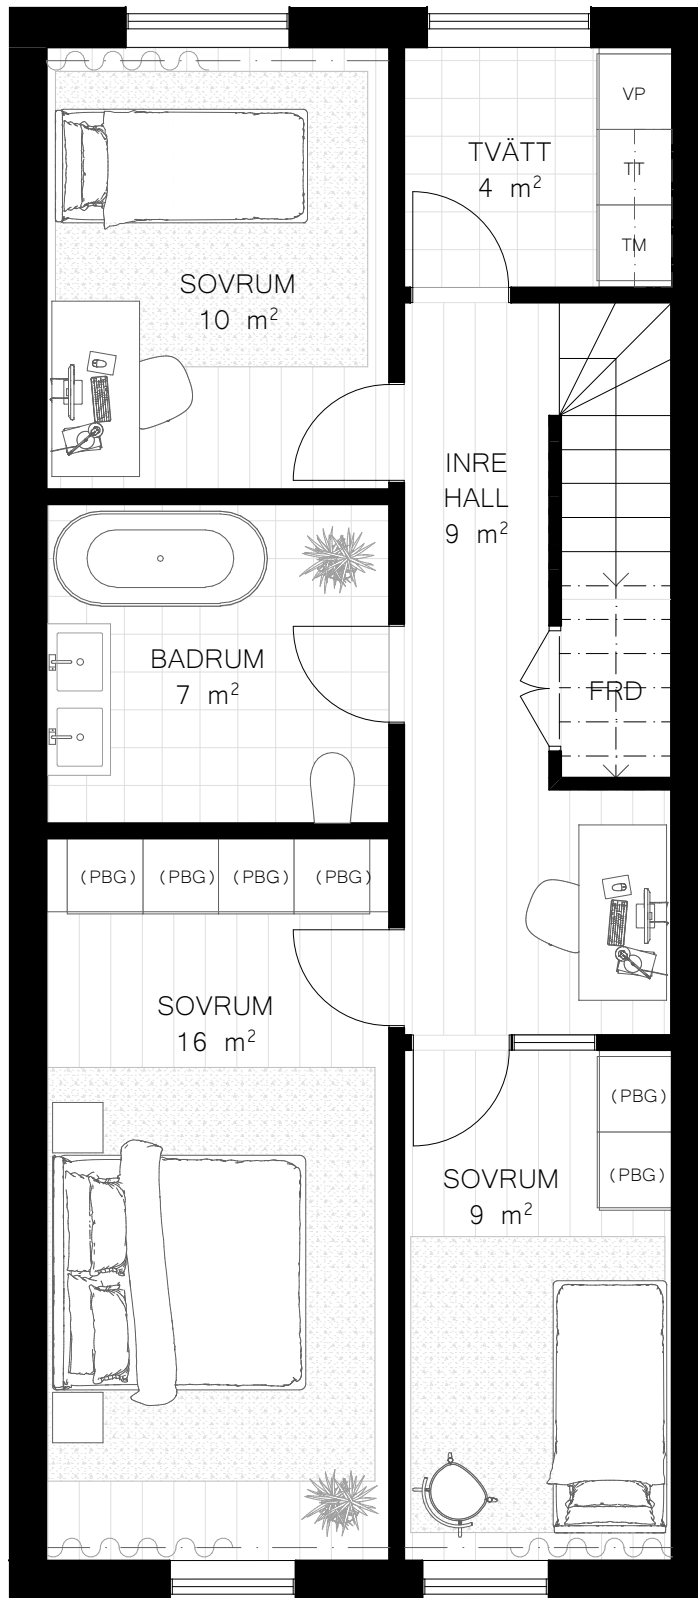 VP
TVÄTT
4 m²
TT
TM
SOVRUM
10 m²
INRE
HALL
9 m²
BADRUM
7 m²
FRD
(PBG) (PBG) (PBG) (PBG)
SOVRUM
16 m²
(PBG)
(PBG)
SOVRUM
9 m²